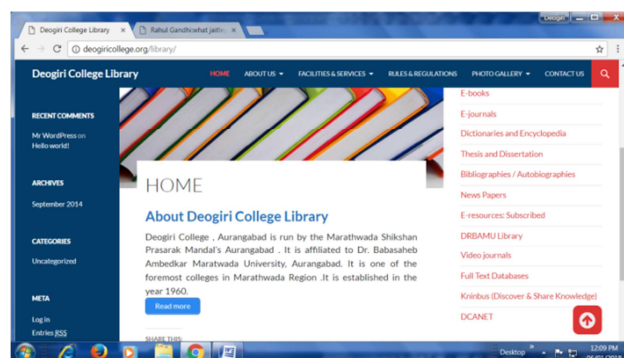 Deogiri
Deogiri College Library
Rahul Gandhi:what jaitley
deogiricollege.org/library/
Deogiri College Library
HOME
ABOUT US
FACILITIES & SERVICES
RULES & REGULATIONS
PHOTO GALLERY
CONTACT US
RECENT COMMENTS
Mr WordPress on
Hello world!
ARCHIVES
September 2014
CATEGORIES
Uncategorized
META
Log in
Entries RSS
HOME
About Deogiri College Library
Deogiri College , Aurangabad is run by the Marathwada Shikshan
Prasarak Mandal's Aurangabad . It is affiliated to Dr. Babasaheb
Ambedkar Maratwada University, Aurangabad. It is one of the
foremost colleges in Marathwada Region .It is established in the
year 1960.
Read more
SHARE THIS:
E-books
E-journals
Dictionaries and Encyclopedia
Thesis and Dissertation
Bibliographies / Autobiographies
News Papers
E-resources: Subscribed
DRBAMU Library
Video journals
Full Text Databases
Kninbus (Discover & Share Knowledge)
DCANET
Desktop
12:09 PM